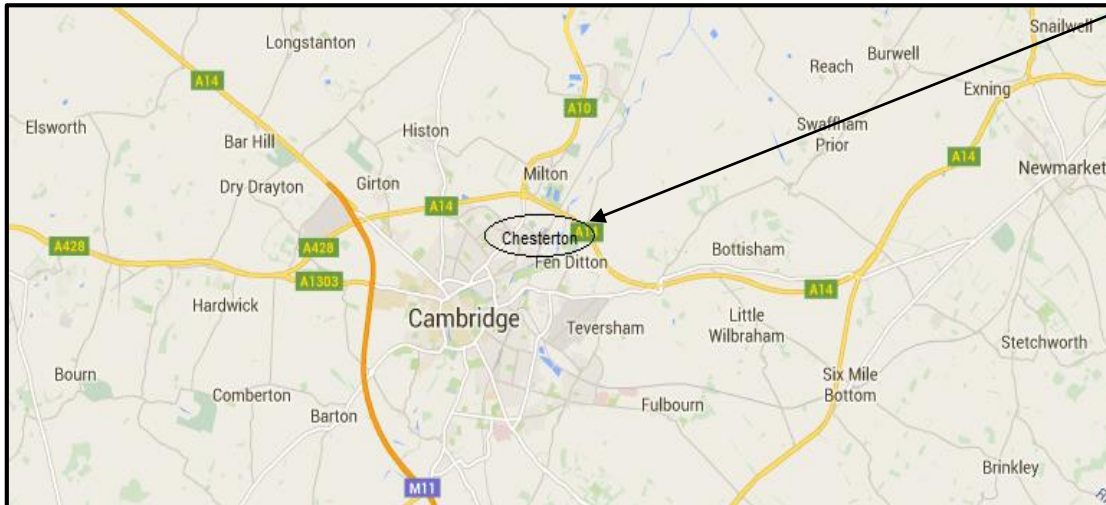 Snailwell
Longstanton
Burwell
Reach
A14
Exning
A10
Elsworth
Histon
Swaffham
Prior
Bar Hill
A14
Newmarket
Milton
Dry Drayton
Girton
A14
Chesterton
A428
A428
Bottisham
Fen Ditton
A1303
A14
Hardwick
Cambridge
Teversham
Little
Wilbraham
Stetchworth
Bourn
Comberton
Six Mile
Bottom
Barton
Fulbourn
Brinkley
M11